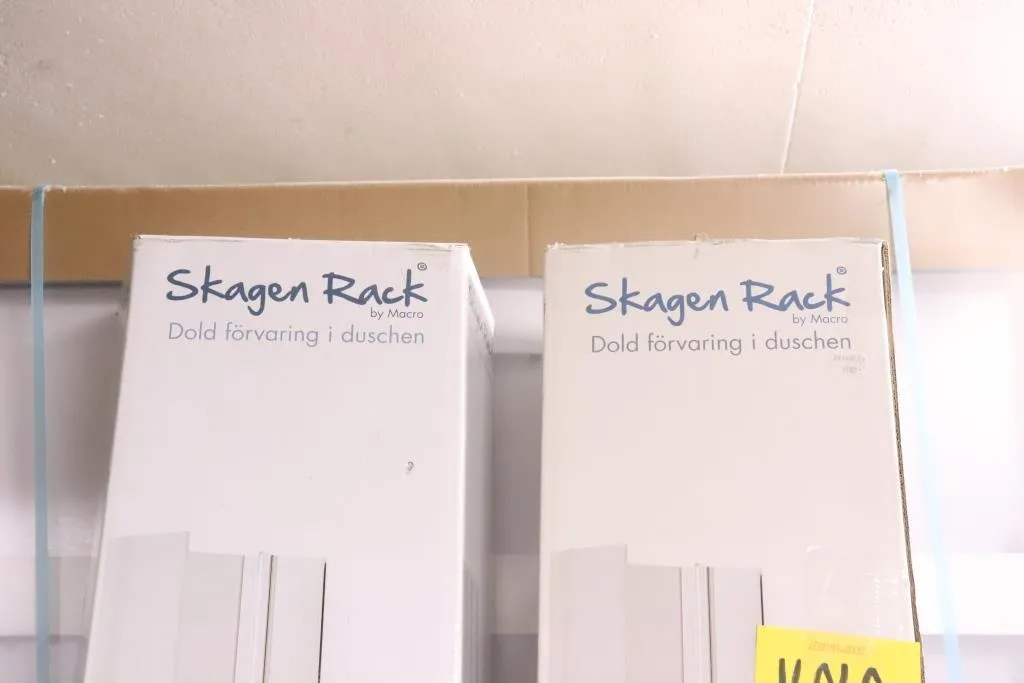 Skagen Rack®
by Macro
Dold förvaring i duschen
Skagen Rack®
by Macro
Dold förvaring i duschen